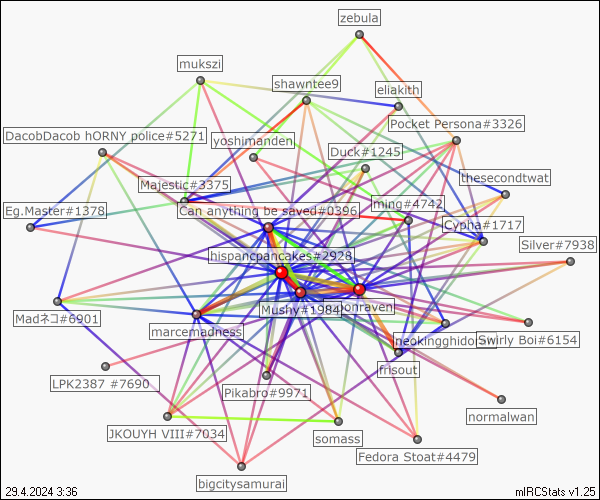 zebula
mukszi
shawntee9
eliakith
Pocket Persona#3326
DacobDacob hORNY police#5271
yoshimanden
Duck#1245
thesecondtwat
Majestic#3375
ming#4742
Eg.Master#1378
Can anything be saved#0396
Cypha#1717
Silver#7938
hispancpancakes#2928
Mushy#1984
onraven
Madネコ#6901
marcemadness
neokingghido
Swirly Boi#6154
frisout
LPK2387 #7690
Pikabro#9971
normalwan
JKOUYH VIII#7034
somass
Fedora Stoat#4479
bigcitysamurai
29.4.2024 3:36
mIRCStats v1.25